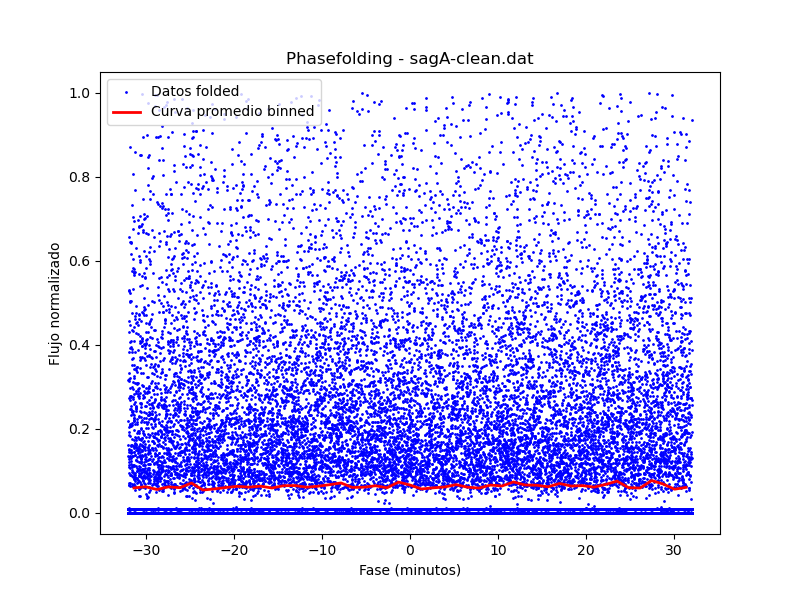 Phasefolding - sagA-clean.dat
Datos folded
Curva promedio binned
Flujo normalizado
1.0
0.8
0.6
0.4
0.2
0.0
−30
−20
−10
0
10
20
30
Fase (minutos)